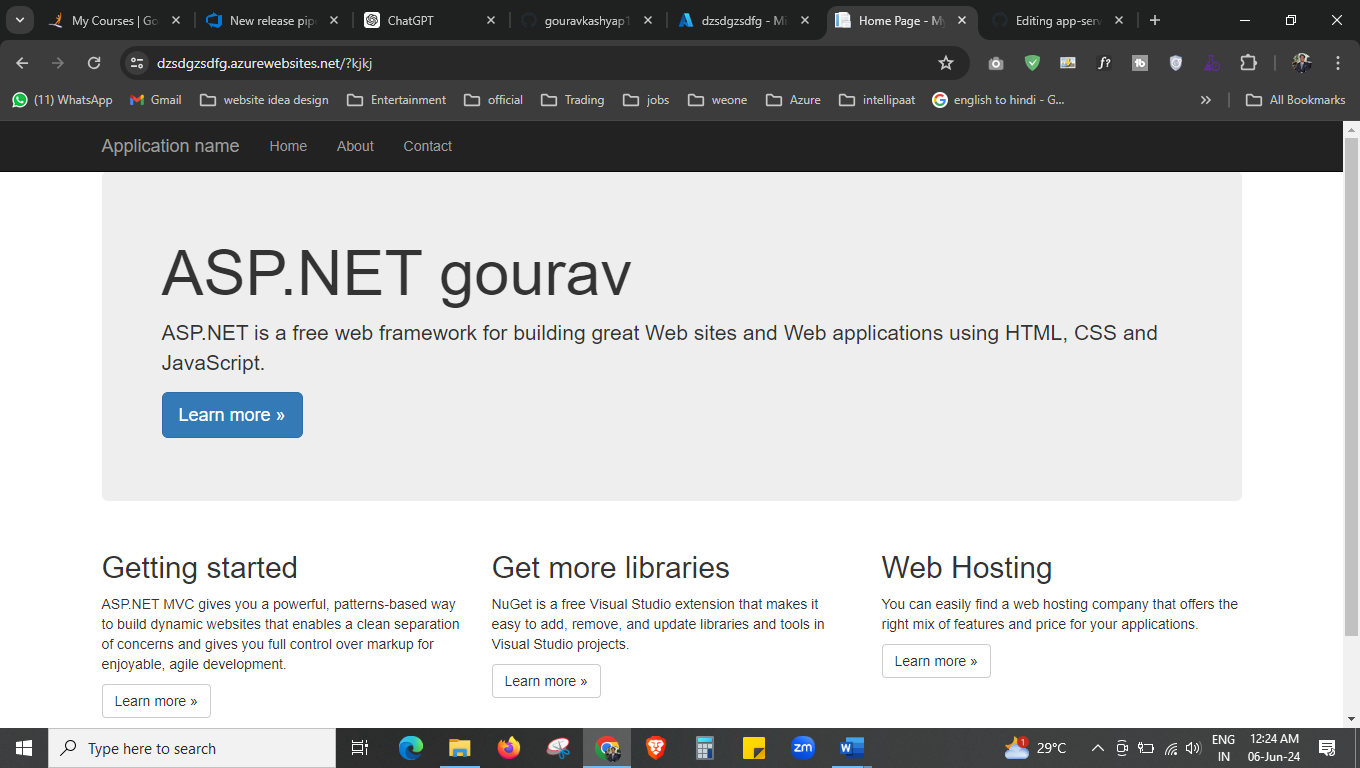 My Courses | Go
New release pip
ChatGPT
gouravkashyap1
dzsdgzsdfg - Mi
Home Page - My
Editing app-serv
dzsdgzsdfg.azurewebsites.net/?kjkj
f?
tb
(11) WhatsApp
Gmail
website idea design
Entertainment
official
Trading
jobs
weone
Azure
intellipaat
english to hindi - G...
»
All Bookmarks
Application name
Home
About
Contact
ASP.NET gourav
ASP.NET is a free web framework for building great Web sites and Web applications using HTML, CSS and
JavaScript.
Learn more »
Getting started
ASP.NET MVC gives you a powerful, patterns-based way
to build dynamic websites that enables a clean separation
of concerns and gives you full control over markup for
enjoyable, agile development.
Learn more »
Get more libraries
NuGet is a free Visual Studio extension that makes it
easy to add, remove, and update libraries and tools in
Visual Studio projects.
Learn more »
Web Hosting
You can easily find a web hosting company that offers the
right mix of features and price for your applications.
Learn more »
Type here to search
zm
W
1
29°C
ENG
IN
12:24 AM
06-Jun-24